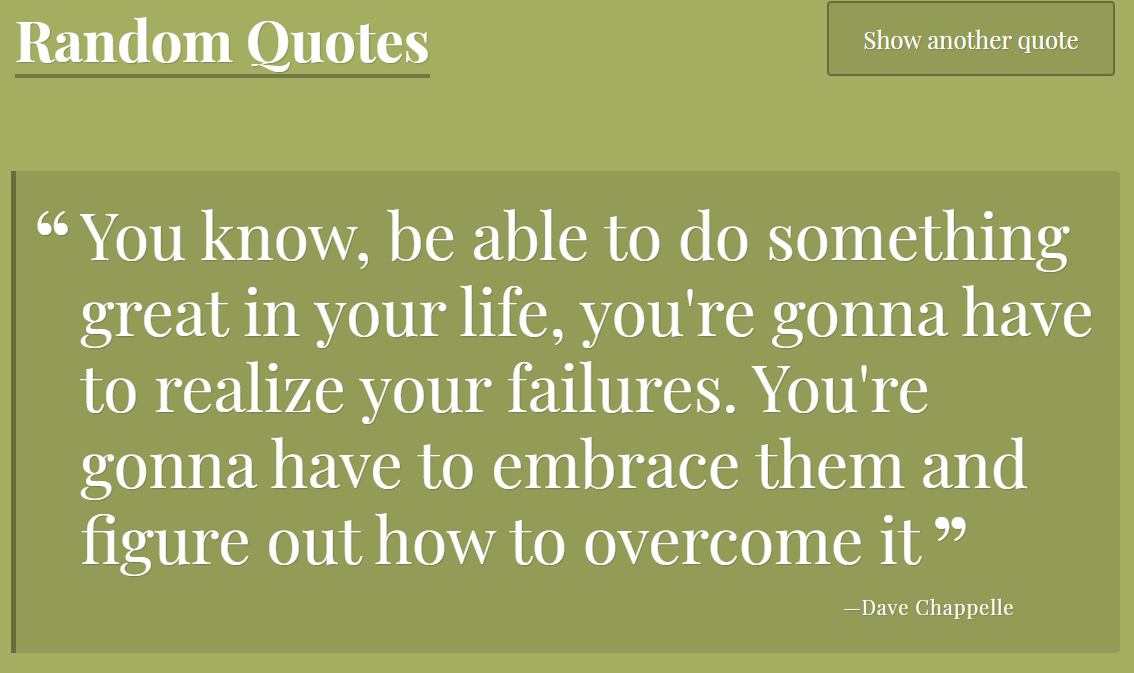 Random Quotes
Show another quote
“ You know, be able to do something
great in your life, you're gonna have
to realize your failures. You're
gonna have to embrace them and
figure out how to overcome it ”
—Dave Chappelle